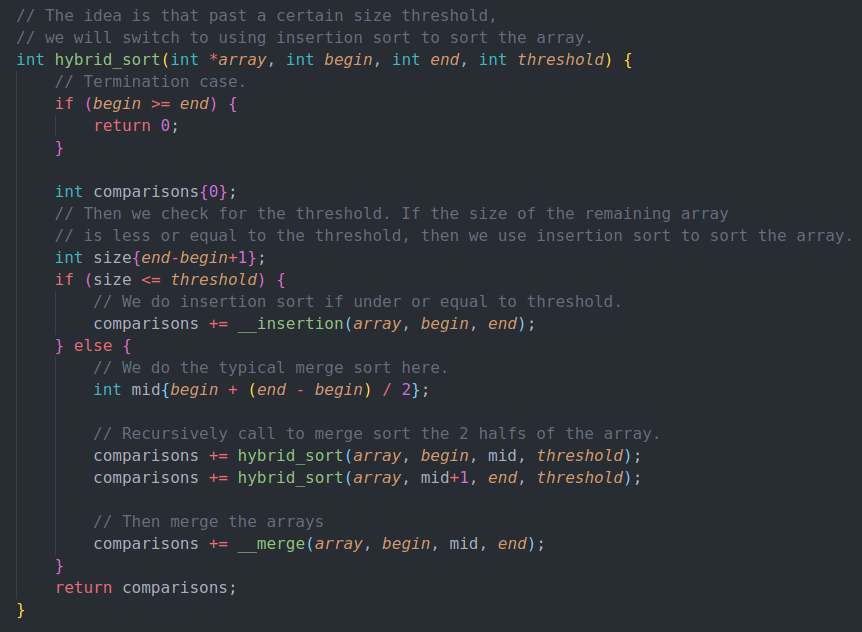 // The idea is that past a certain size threshold,
// we will switch to using insertion sort to sort the array.
int hybrid_sort(int *array, int begin, int end, int threshold) {
    // Termination case.
    if (begin >= end) {
        return 0;
    }

    int comparisons{0};
    // Then we check for the threshold. If the size of the remaining array
    // is less or equal to the threshold, then we use insertion sort to sort the array.
    int size{end-begin+1};
    if (size <= threshold) {
        // We do insertion sort if under or equal to threshold.
        comparisons += __insertion(array, begin, end);
    } else {
        // We do the typical merge sort here.
        int mid{begin + (end - begin) / 2};

        // Recursively call to merge sort the 2 halfs of the array.
        comparisons += hybrid_sort(array, begin, mid, threshold);
        comparisons += hybrid_sort(array, mid+1, end, threshold);

        // Then merge the arrays
        comparisons += __merge(array, begin, mid, end);
    }
    return comparisons;
}